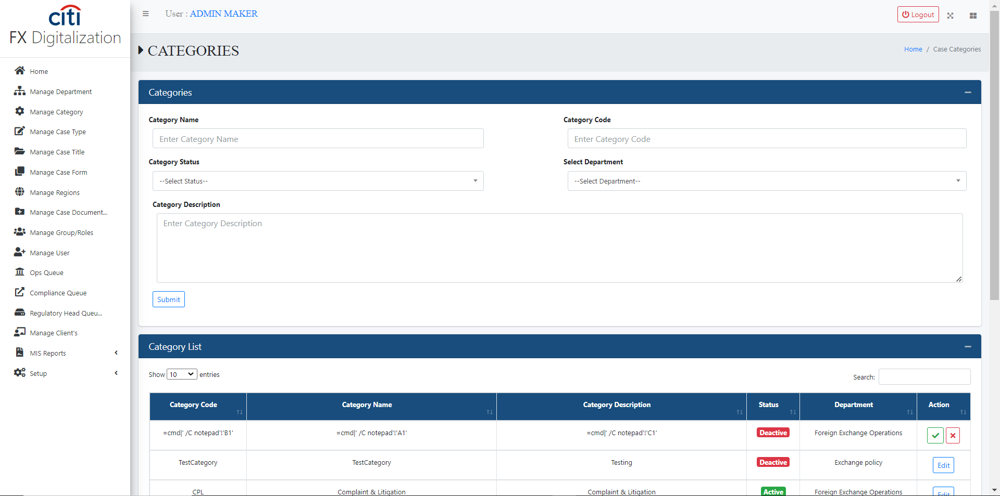 citi
FX Digitalization
Home
Manage Department
Manage Category
Manage Case Type
Manage Case Title
Manage Case Form
Manage Regions
Manage Case Document...
Manage Group/Roles
Manage User
Ops Queue
Compliance Queue
Regulatory Head Queu...
Manage Client's
MIS Reports
Setup
User : ADMIN MAKER
Logout
CATEGORIES
Home / Case Categories
Categories
Category Name
Category Code
Enter Category Name
Enter Category Code
Category Status
Select Department
--Select Status--
--Select Department--
Category Description
Enter Category Description
Submit
Category List
Show 10 entries
Search:
Category Code Category Name Category Description Status Department Action
=cmd|' /C notepad'!'B1' =cmd|' /C notepad'!'A1' =cmd|' /C notepad'!'C1' Deactive Foreign Exchange Operations
TestCategory TestCategory Testing Deactive Exchange policy Edit
CPL Complaint & Litigation Complaint & Litigation Active Foreign Exchange Operations Edit